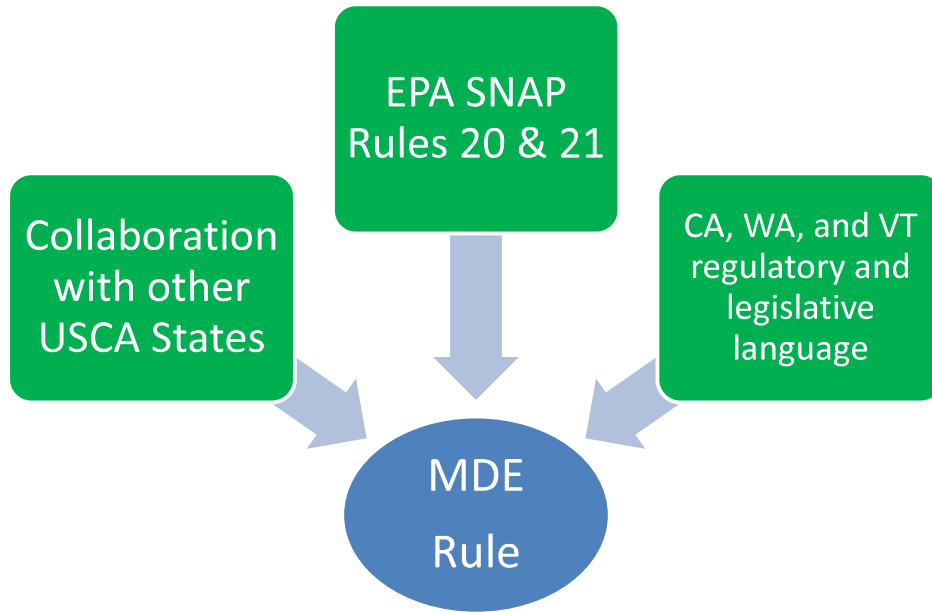 EPA SNAP
Rules 20 & 21
Collaboration
with other
USCA States
CA, WA, and VT
regulatory and
legislative
language
MDE
Rule